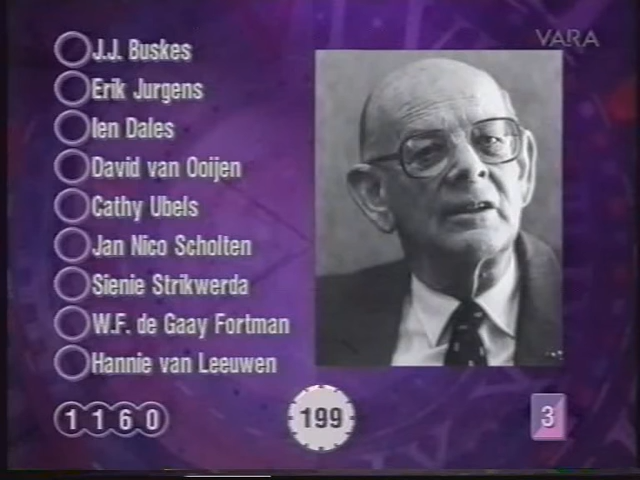 VARA
J.J. Buskes
Erik Jurgens
Ien Dales
David van Ooijen
Cathy Ubels
Jan Nico Scholten
Sienie Strikwerda
W.F. de Gaay Fortman
Hannie van Leeuwen
1160
199
3